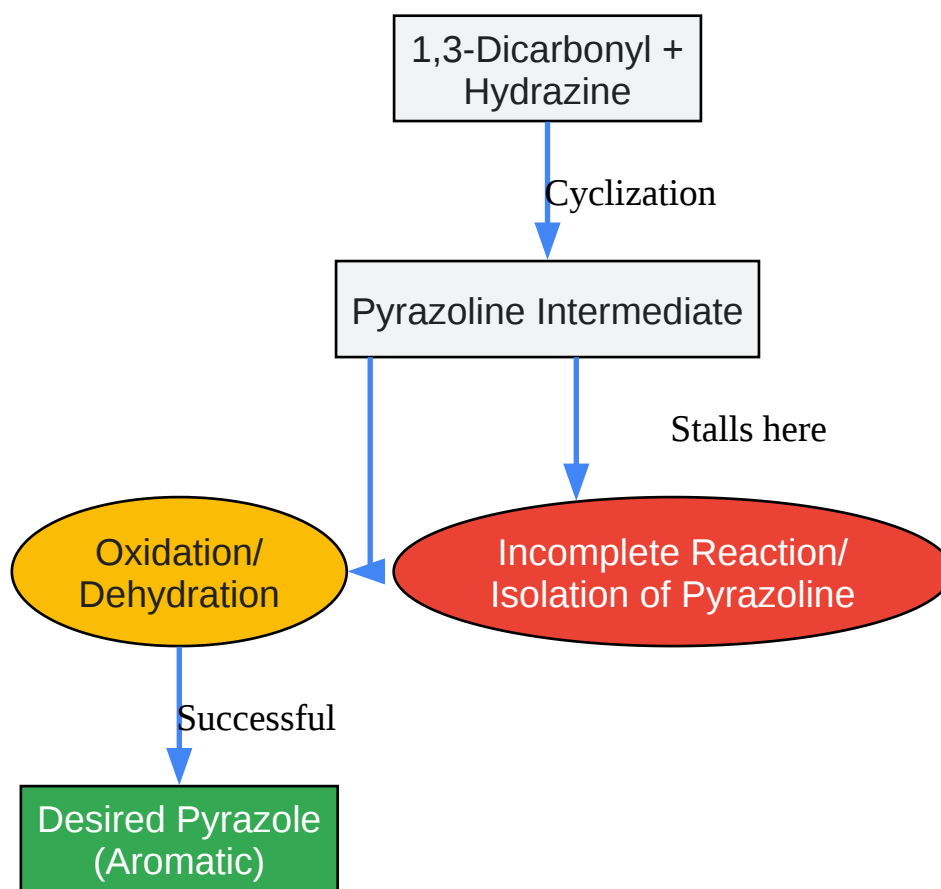 1,3-Dicarbonyl +
Hydrazine
Cyclization
Pyrazoline Intermediate
Stalls here
Oxidation/
Dehydration
Incomplete Reaction/
Isolation of Pyrazoline
Successful
Desired Pyrazole
(Aromatic)